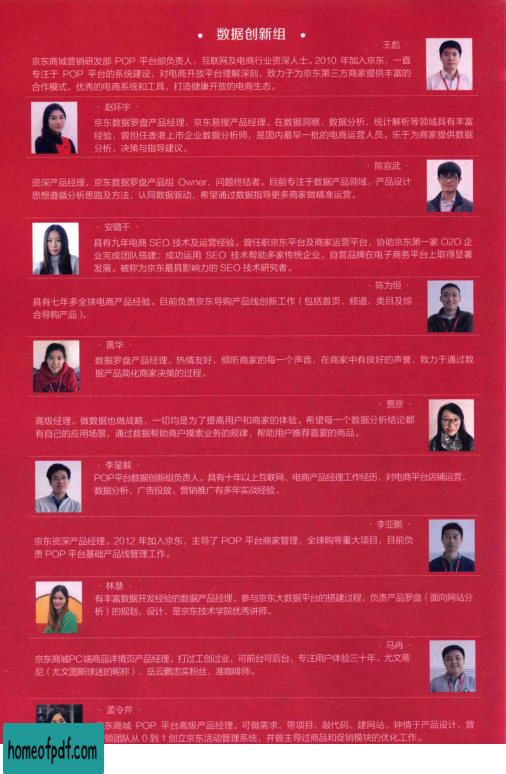 • 数据创新组 •
· 王彪 ·
京东商城营销研发部 POP 平台部负责人，互联网及电商行业资深人士。2010 年加入京东，一直
专注于 POP 平台的系统建设，对电商开放平台理解深刻，致力于为京东第三方商家提供丰富的
合作模式、优秀的电商系统和工具，打造健康开放的电商生态。
· 赵环宇 ·
京东数据罗盘产品经理，京东易搜产品经理。在数据洞察、数据分析、统计解析等领域具有丰富
经验，曾担任香港上市企业数据分析师，是国内最早一批的电商运营人员。乐于为商家提供数据
分析、决策与指导建议。
· 陈宣武 ·
资深产品经理，京东数据罗盘产品组 Owner，问题终结者。目前专注于数据产品领域，产品设计
思想遵循分析思路及方法、认同数据驱动，希望通过数据指导更多商家做精准运营。
· 安璐千 ·
具有九年电商 SEO 技术及运营经验。曾任职京东平台及商家运营平台，协助京东第一家 O2O 企
业完成团队搭建；成功运用 SEO 技术帮助多家传统企业、自营品牌在电子商务平台上取得显著
发展。被称为京东最具影响力的 SEO 技术研究者。
· 陈为恒 ·
具有七年多全球电商产品经验。目前负责京东导购产品线创新工作（包括首页、频道、类目及综
合导购产品）。
· 黄华 ·
数据罗盘产品经理。热情友好，倾听商家的每一个声音，在商家中有良好的声誉，致力于通过数
据产品简化商家决策的过程。
· 贾彦 ·
高级经理。做数据也做战略，一切均是为了提高用户和商家的体验。希望每一个数据分析结论都
有自己的应用场景，通过数据帮助商户摸索业务的规律，帮助用户推荐喜爱的商品。
· 李星毅 ·
POP平台数据创新组负责人。具有十年以上互联网、电商产品经理工作经历，对电商平台店铺运营、
数据分析、广告投放、营销推广有多年实战经验。
· 李亚鹏 ·
京东资深产品经理。2012 年加入京东，主导了 POP 平台商家管理、全球购等重大项目，目前负
责 POP 平台基础产品线管理工作。
· 林慧 ·
有丰富数据开发经验的数据产品经理。参与京东大数据平台的搭建过程，负责产品罗盘（面向网站分
析）的规划、设计，是京东技术学院优秀讲师。
· 马冉 ·
京东商城PC端商品详情页产品经理。打过工创过业，可前台可后台、专注用户体验三十年。尤文蒂
尼（尤文图斯球迷的昵称）、岳云鹏忠实粉丝、准咖啡师。
· 孟令芹 ·
京东商城 POP 平台高级产品经理。可做需求、带项目、敲代码、建网站。钟情于产品设计，曾
领团队从 0 到 1 创立京东活动管理系统，并曾主导过商品和促销模块的优化工作。
homeofpdf.com